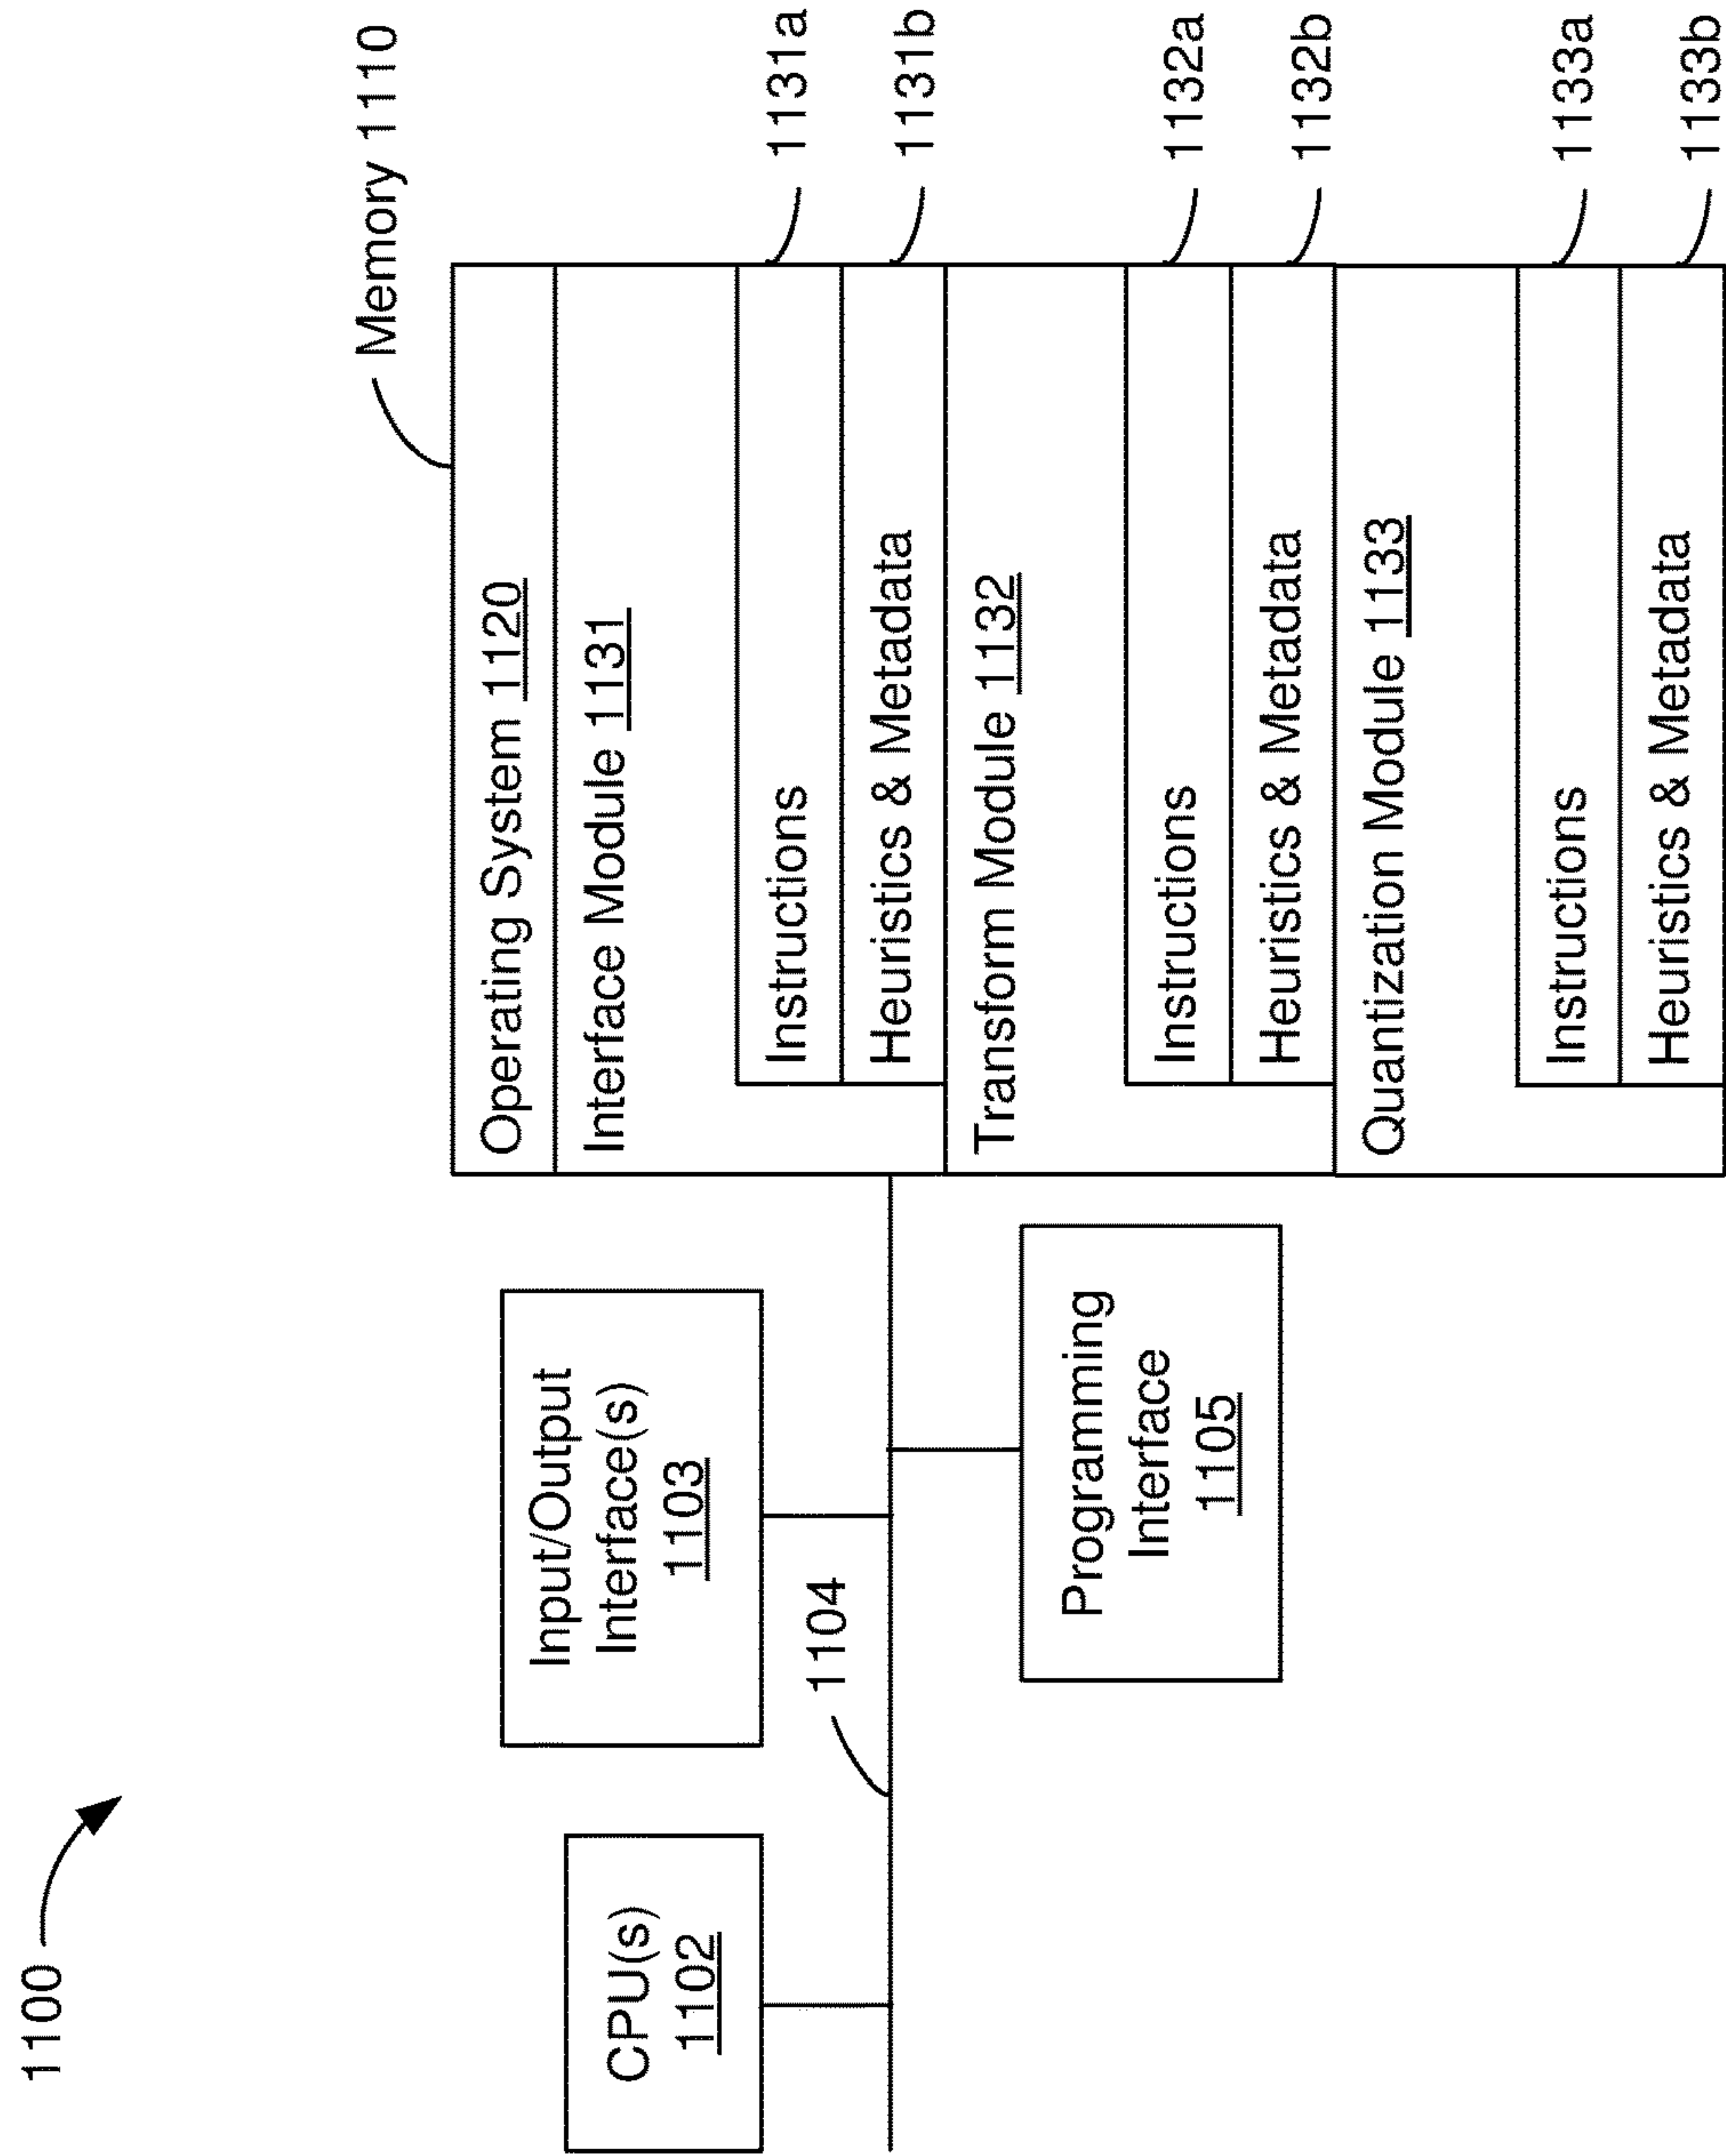 1100
Memory 1110
CPU(s)
1102
Input/Output
Interface(s)
1103
1104
Programming
Interface
1105
Operating System 1120
Interface Module 1131
Instructions
1131a
Heuristics & Metadata
1131b
Transform Module 1132
Instructions
1132a
Heuristics & Metadata
1132b
Quantization Module 1133
Instructions
1133a
Heuristics & Metadata
1133b